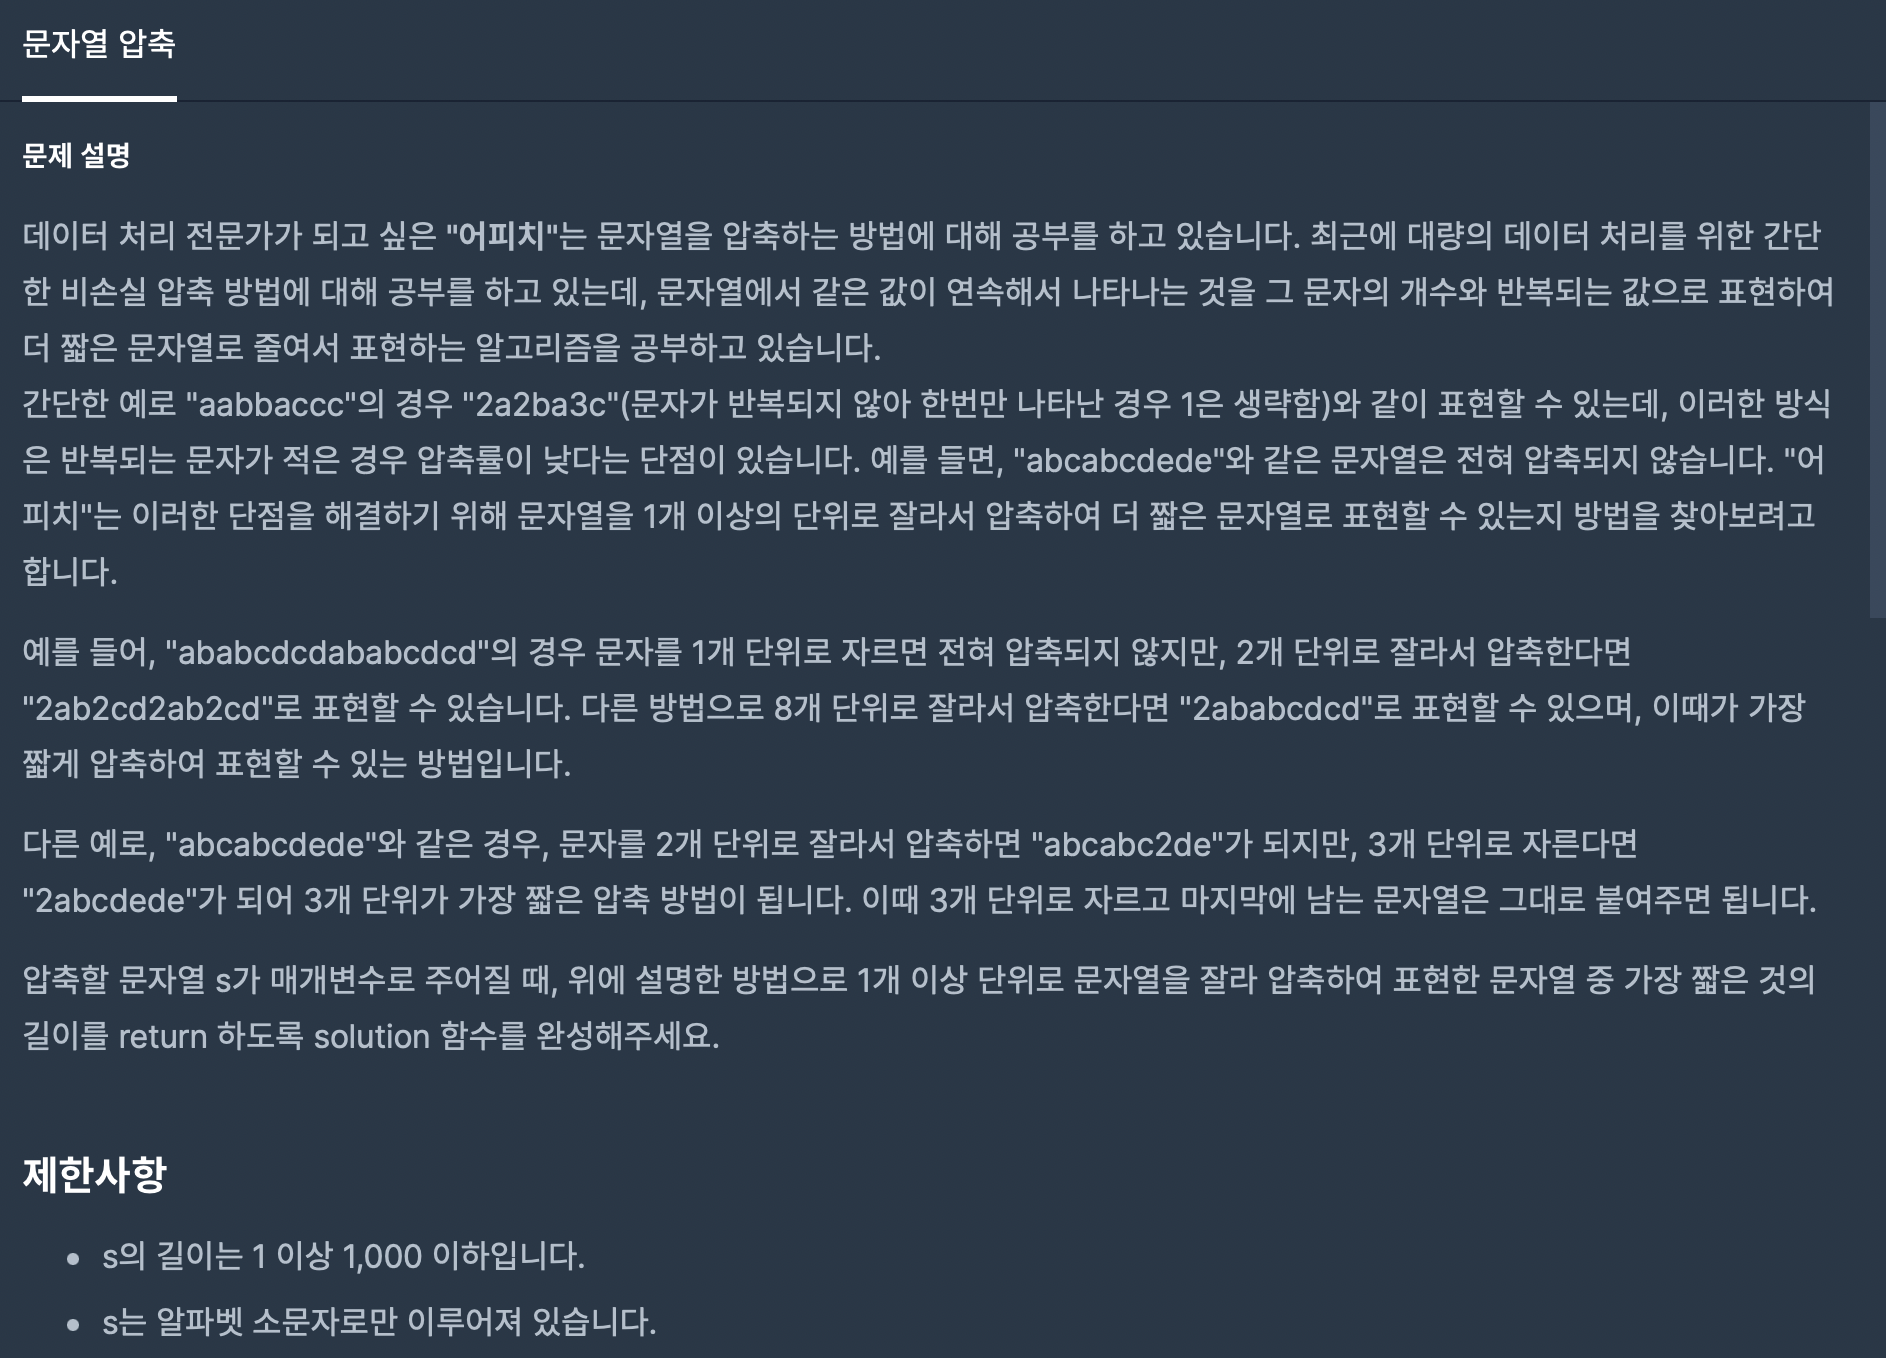 문자열 압축
문제 설명
데이터 처리 전문가가 되고 싶은 "어피치"는 문자열을 압축하는 방법에 대해 공부를 하고 있습니다. 최근에 대량의 데이터 처리를 위한 간단
한 비손실 압축 방법에 대해 공부를 하고 있는데, 문자열에서 같은 값이 연속해서 나타나는 것을 그 문자의 개수와 반복되는 값으로 표현하여
더 짧은 문자열로 줄여서 표현하는 알고리즘을 공부하고 있습니다.
간단한 예로 "aabbaccc"의 경우 "2a2ba3c"(문자가 반복되지 않아 한번만 나타난 경우 1은 생략함)와 같이 표현할 수 있는데, 이러한 방식
은 반복되는 문자가 적은 경우 압축률이 낮다는 단점이 있습니다. 예를 들면, "abcabcdede"와 같은 문자열은 전혀 압축되지 않습니다. "어
피치"는 이러한 단점을 해결하기 위해 문자열을 1개 이상의 단위로 잘라서 압축하여 더 짧은 문자열로 표현할 수 있는지 방법을 찾아보려고
합니다.
예를 들어, "ababcdcdababcdcd"의 경우 문자를 1개 단위로 자르면 전혀 압축되지 않지만, 2개 단위로 잘라서 압축한다면
"2ab2cd2ab2cd"로 표현할 수 있습니다. 다른 방법으로 8개 단위로 잘라서 압축한다면 "2ababcdcd"로 표현할 수 있으며, 이때가 가장
짧게 압축하여 표현할 수 있는 방법입니다.
다른 예로, "abcabcdede"와 같은 경우, 문자를 2개 단위로 잘라서 압축하면 "abcabc2de"가 되지만, 3개 단위로 자른다면
"2abcdede"가 되어 3개 단위가 가장 짧은 압축 방법이 됩니다. 이때 3개 단위로 자르고 마지막에 남는 문자열은 그대로 붙여주면 됩니다.
압축할 문자열 s가 매개변수로 주어질 때, 위에 설명한 방법으로 1개 이상 단위로 문자열을 잘라 압축하여 표현한 문자열 중 가장 짧은 것의
길이를 return 하도록 solution 함수를 완성해주세요.
제한사항
• s의 길이는 1 이상 1,000 이하입니다.
• s는 알파벳 소문자로만 이루어져 있습니다.